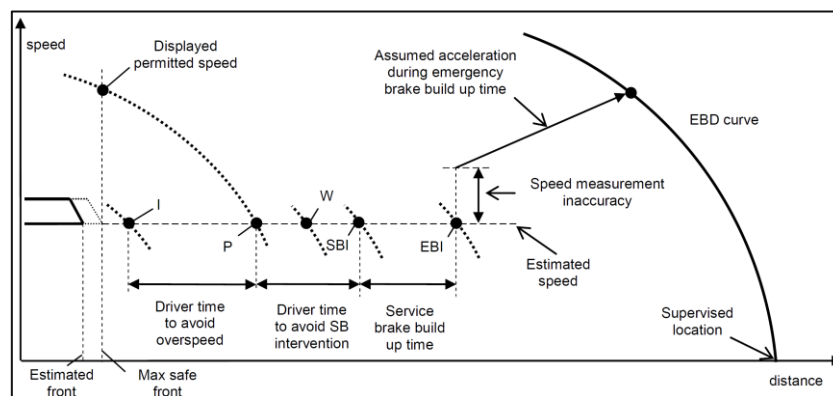 speed
Displayed
permitted speed
Assumed acceleration
during emergency
brake build up time
EBD curve
I
P
W
SBI
EBI
Speed measurement
inaccuracy
Estimated
speed
Driver time
to avoid
overspeed
Driver time
to avoid SB
intervention
Service
brake build
up time
Supervised
location
Estimated
front
Max safe
front
distance